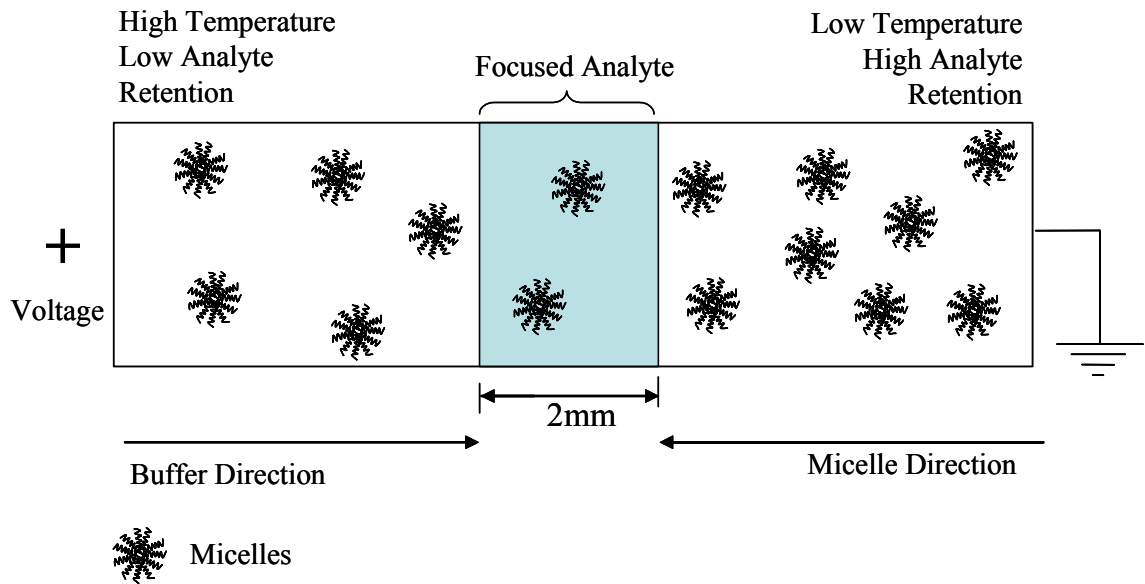 High Temperature
Low Analyte
Retention
Focused Analyte
Low Temperature
High Analyte
Retention
+
Voltage
2mm
Buffer Direction
Micelle Direction
Micelles